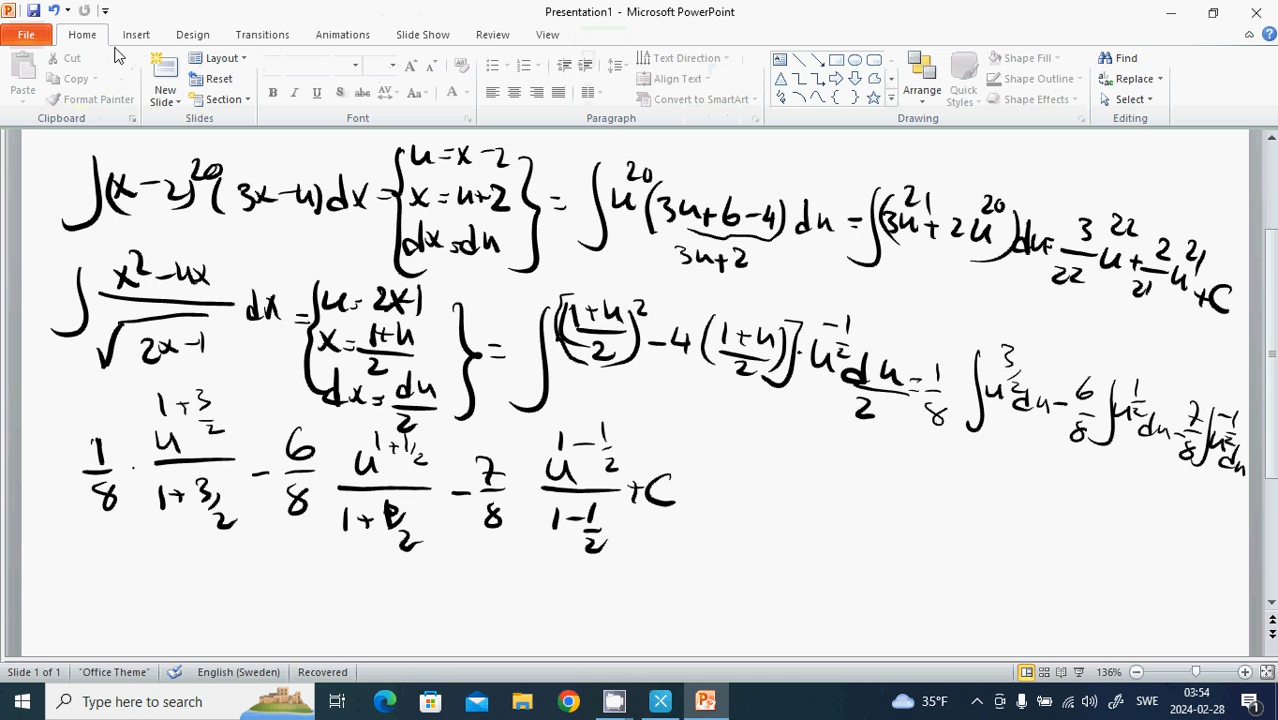 Presentation1 - Microsoft PowerPoint
File Home Insert Design Transitions Animations Slide Show Review View
Paste Cut Copy Format Painter Clipboard
New Slide Layout Reset Section Slides
B I U S abc AV Aa A A A Font
Text Direction Align Text Convert to SmartArt Paragraph
Arrange Quick Styles Shape Fill Shape Outline Shape Effects Drawing
Find Replace Select Editing
∫(x-2)^20 (3x-4)dx = {u=x-2 x=u+2 dx=du} = ∫u^20 (3u+6-4) du = ∫(3u^21+2u^20)du = 3/22 u^22 + 2/21 u^21 + C
3u+2
∫ (x^2-4x)/√(2x-1) dx = {u=2x-1 x=(1+u)/2 dx=du/2} = ∫[((1+u)/2)^2 - 4((1+u)/2)]·u^(-1/2) du/2 = 1/8 ∫u^(3/2)du - 6/8 ∫u^(1/2)du - 7/8 ∫u^(-1/2)du
1/8 · u^(1+3/2)/(1+3/2) - 6/8 u^(1+1/2)/(1+1/2) - 7/8 u^(1-1/2)/(1-1/2) + C
Slide 1 of 1 "Office Theme" English (Sweden) Recovered 136%
Type here to search 35°F SWE 03:54
2024-02-28